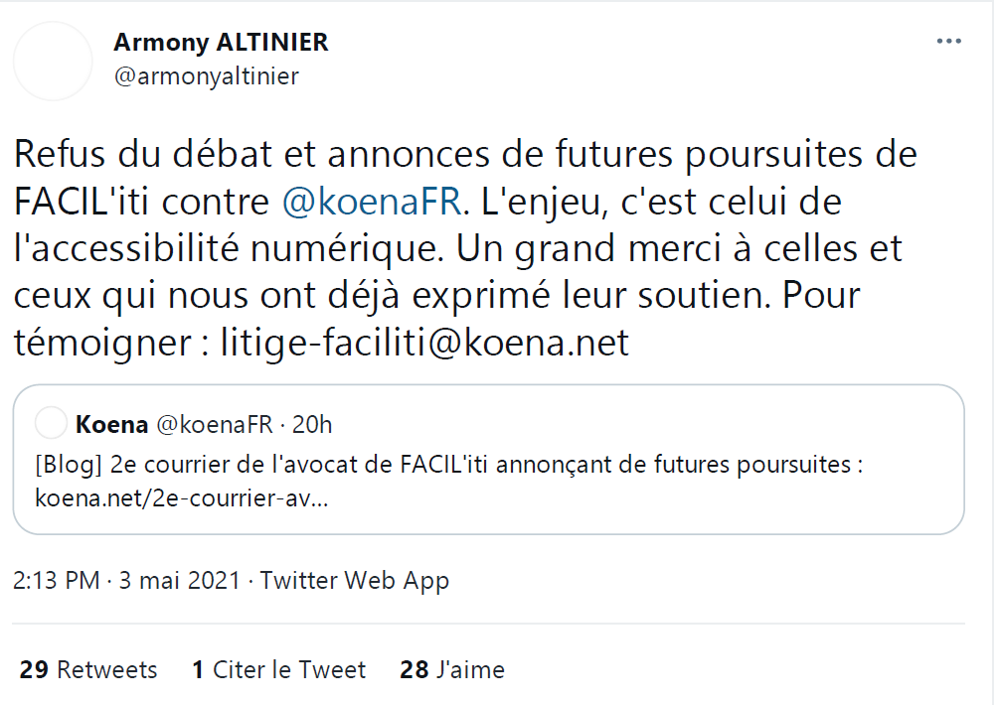 Armony ALTINIER
@armonyaltinier
Refus du débat et annonces de futures poursuites de
FACIL'iti contre @koenaFR. L'enjeu, c'est celui de
l'accessibilité numérique. Un grand merci à celles et
ceux qui nous ont déjà exprimé leur soutien. Pour
témoigner : litige-faciliti@koena.net
Koena @koenaFR · 20h
[Blog] 2e courrier de l'avocat de FACIL'iti annonçant de futures poursuites :
koena.net/2e-courrier-av...
2:13 PM · 3 mai 2021 · Twitter Web App
29 Retweets 1 Citer le Tweet 28 J'aime